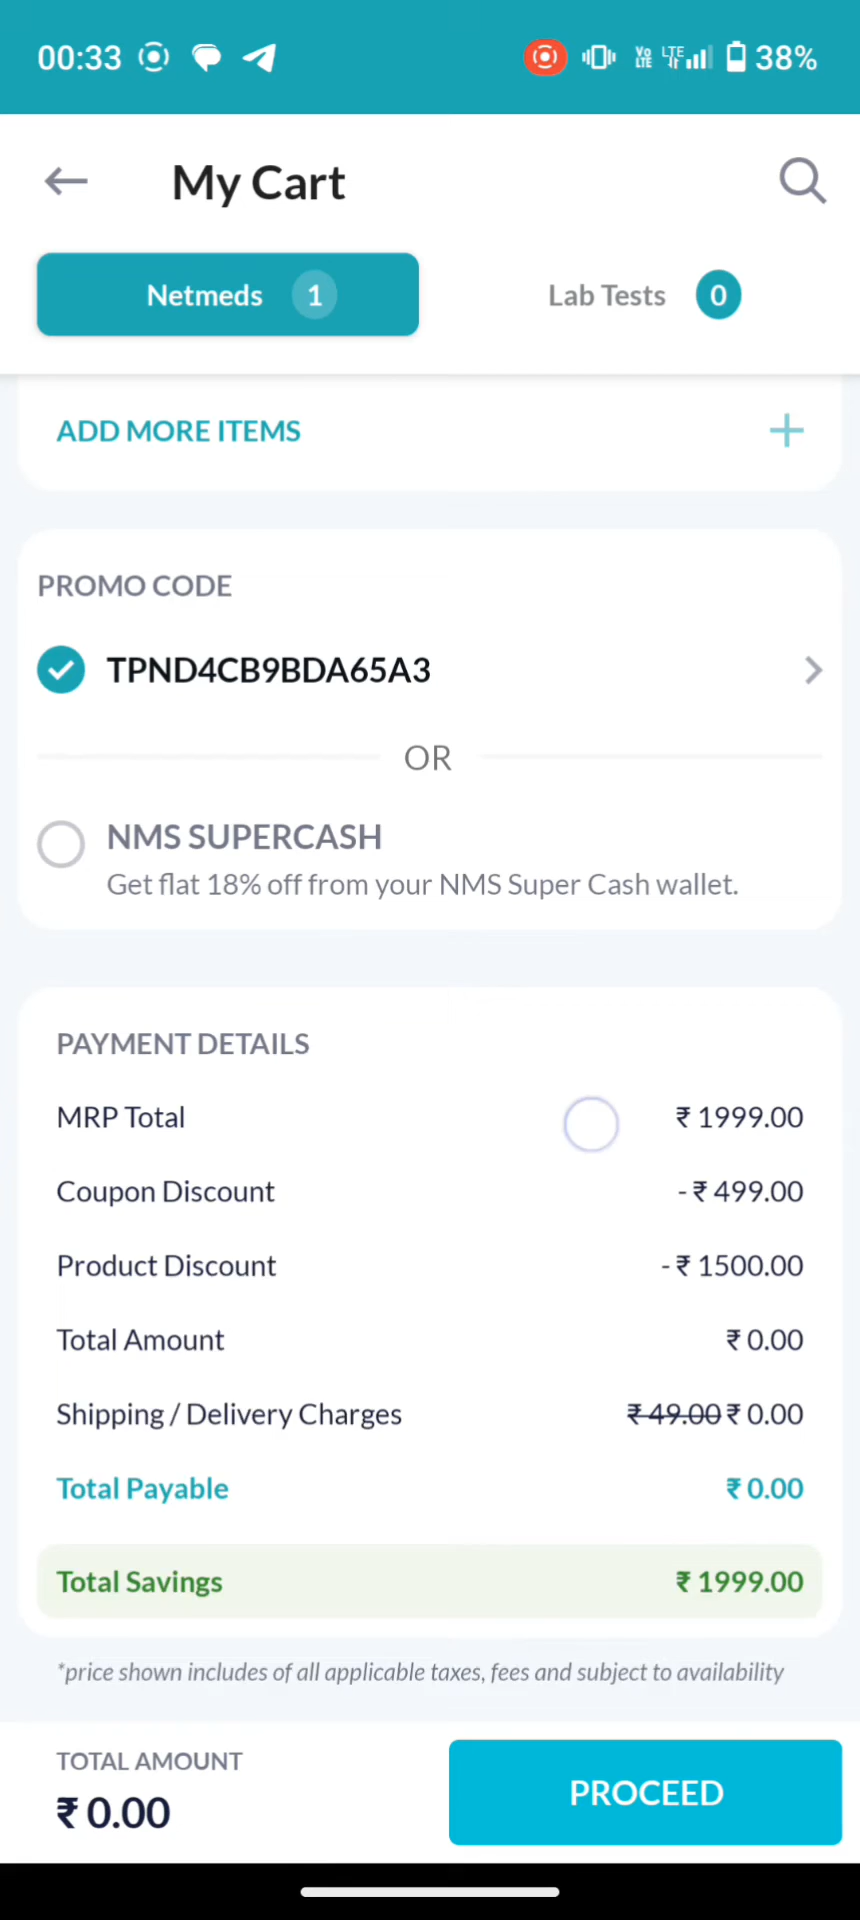 00:33 Vo LTE LTE 38%
My Cart
Netmeds 1 Lab Tests 0
ADD MORE ITEMS
PROMO CODE
TPND4CB9BDA65A3
OR
NMS SUPERCASH
Get flat 18% off from your NMS Super Cash wallet.
PAYMENT DETAILS
MRP Total ₹ 1999.00
Coupon Discount - ₹ 499.00
Product Discount - ₹ 1500.00
Total Amount ₹ 0.00
Shipping / Delivery Charges ₹ 49.00 ₹ 0.00
Total Payable ₹ 0.00
Total Savings ₹ 1999.00
*price shown includes of all applicable taxes, fees and subject to availability
TOTAL AMOUNT
₹ 0.00
PROCEED